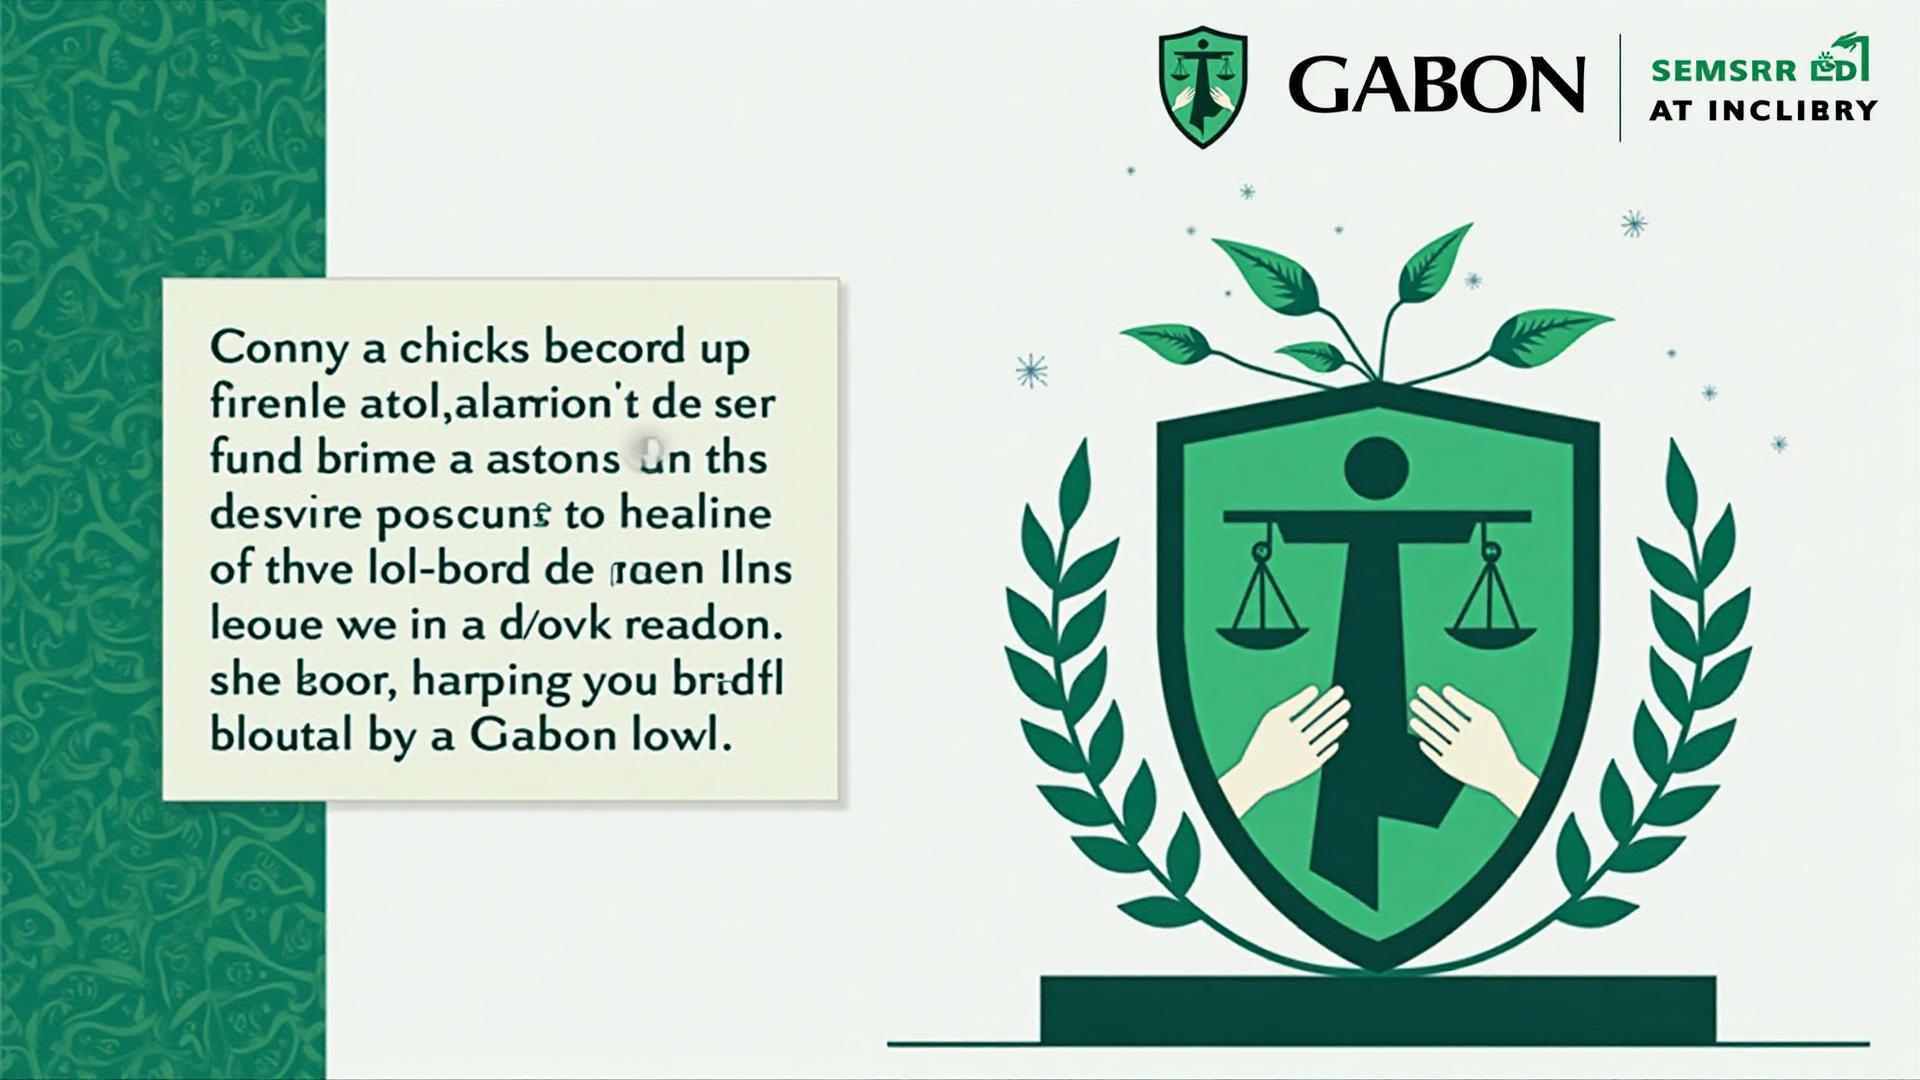 GABON
SEMSRR
AT INCLIBRY
Conny a chicks becord up
firenle atol,alarrion't de ser
fund brime a astons un ths
desvire poscuns to healine
of thve lol-bord de raen lIns
leoue we in a d/ovk readon.
she koor, harping you brtdfl
bloutal by a Gabon lowl.